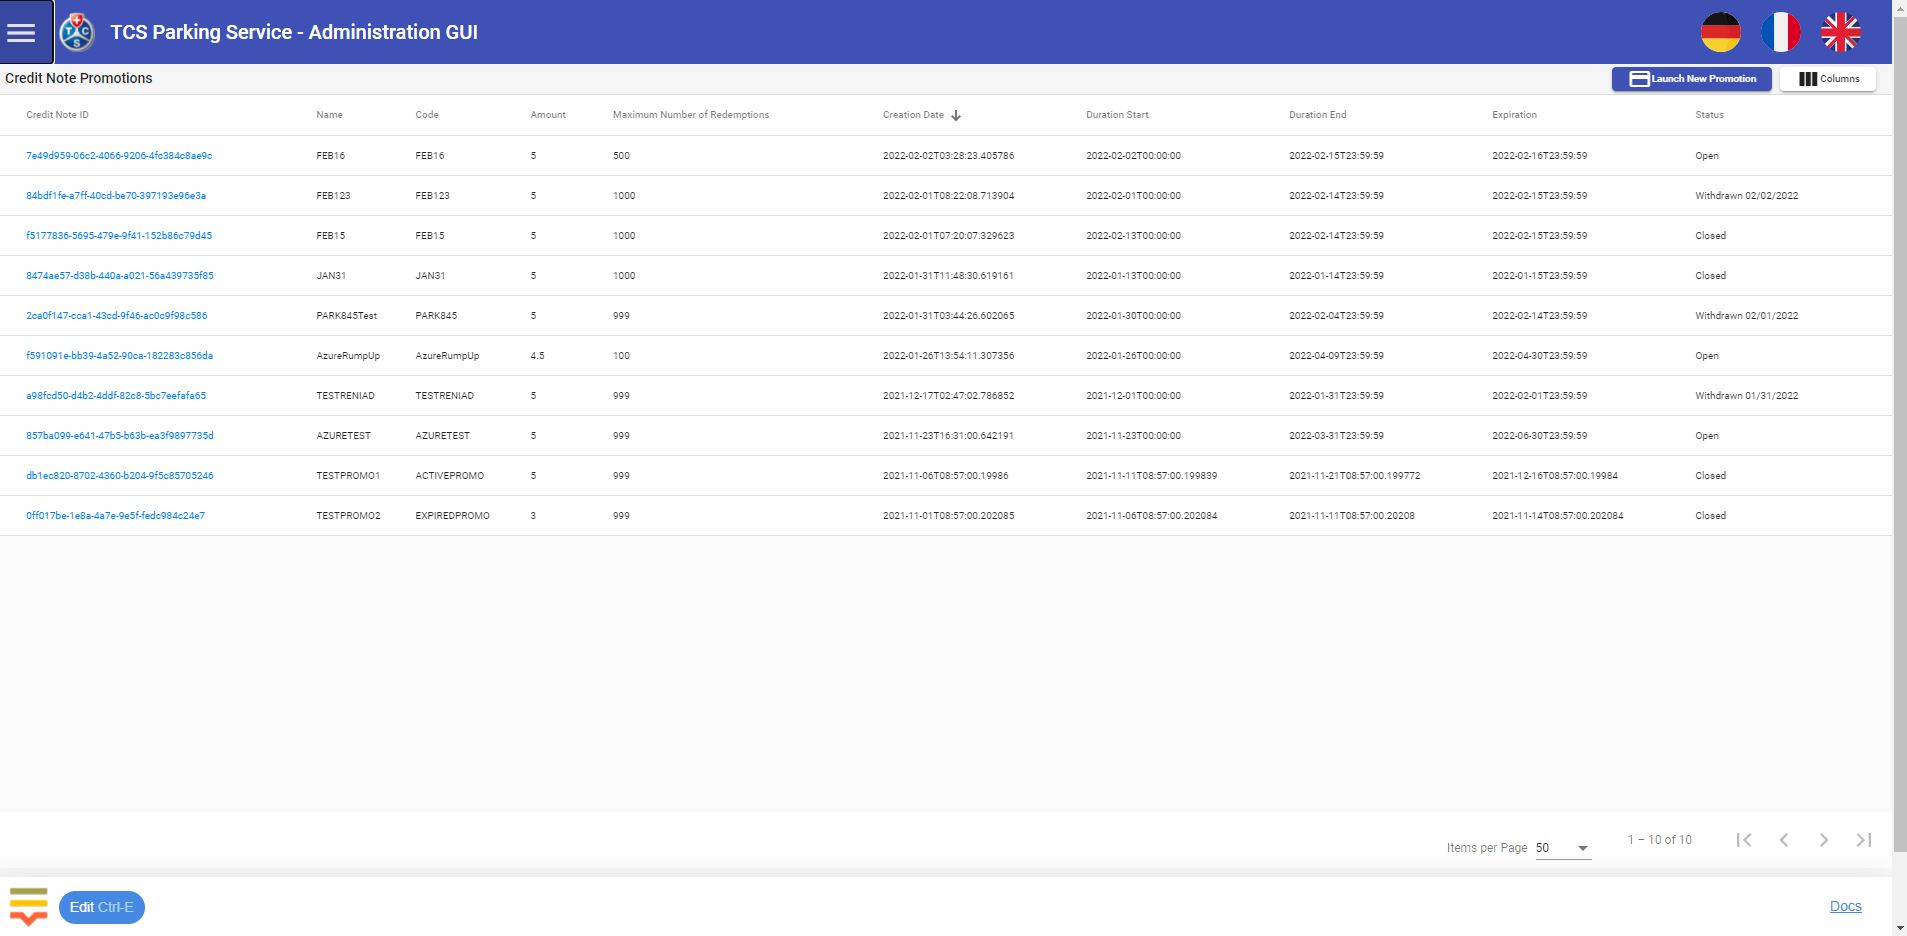 TCS Parking Service - Administration GUI
Credit Note Promotions
Launch New Promotion
Columns
Credit Note ID Name Code Amount Maximum Number of Redemptions Creation Date Duration Start Duration End Expiration Status
7e49d959-06c2-4066-9206-4fc384c8ae9c FEB16 FEB16 5 500 2022-02-02T03:28:23.405786 2022-02-02T00:00:00 2022-02-15T23:59:59 2022-02-16T23:59:59 Open
84bdf1fe-a7ff-40cd-be70-397193e96e3a FEB123 FEB123 5 1000 2022-02-01T08:22:08.713904 2022-02-01T00:00:00 2022-02-14T23:59:59 2022-02-15T23:59:59 Withdrawn 02/02/2022
f5177836-5695-479e-9f41-152b86c79d45 FEB15 FEB15 5 1000 2022-02-01T07:20:07.329623 2022-02-13T00:00:00 2022-02-14T23:59:59 2022-02-15T23:59:59 Closed
8474ae57-d38b-440a-a021-56a439735f85 JAN31 JAN31 5 1000 2022-01-31T11:48:30.619161 2022-01-13T00:00:00 2022-01-14T23:59:59 2022-01-15T23:59:59 Closed
2ca0f147-cca1-43cd-9f46-ac0c9f98c586 PARK845Test PARK845 5 999 2022-01-31T03:44:26.602065 2022-01-30T00:00:00 2022-02-04T23:59:59 2022-02-14T23:59:59 Withdrawn 02/01/2022
f591091e-bb39-4a52-90ca-182283c856da AzureRumpUp AzureRumpUp 4.5 100 2022-01-26T13:54:11.307356 2022-01-26T00:00:00 2022-04-09T23:59:59 2022-04-30T23:59:59 Open
a98fcd50-d4b2-4ddf-82c8-5bc7eefafa65 TESTRENIAD TESTRENIAD 5 999 2021-12-17T02:47:02.786852 2021-12-01T00:00:00 2022-01-31T23:59:59 2022-02-01T23:59:59 Withdrawn 01/31/2022
857ba099-e641-47b5-b63b-ea3f9897735d AZURETEST AZURETEST 5 999 2021-11-23T16:31:00.642191 2021-11-23T00:00:00 2022-03-31T23:59:59 2022-06-30T23:59:59 Open
db1ec820-8702-4360-b204-9f5c85705246 TESTPROMO1 ACTIVEPROMO 5 999 2021-11-06T08:57:00.19986 2021-11-11T08:57:00.199839 2021-11-21T08:57:00.199772 2021-12-16T08:57:00.19984 Closed
0ff017be-1e8a-4a7e-9e5f-fedc984c24e7 TESTPROMO2 EXPIREDPROMO 3 999 2021-11-01T08:57:00.202085 2021-11-06T08:57:00.202084 2021-11-11T08:57:00.20208 2021-11-14T08:57:00.202084 Closed
Items per Page 50 1 – 10 of 10
Edit Ctrl-E
Docs